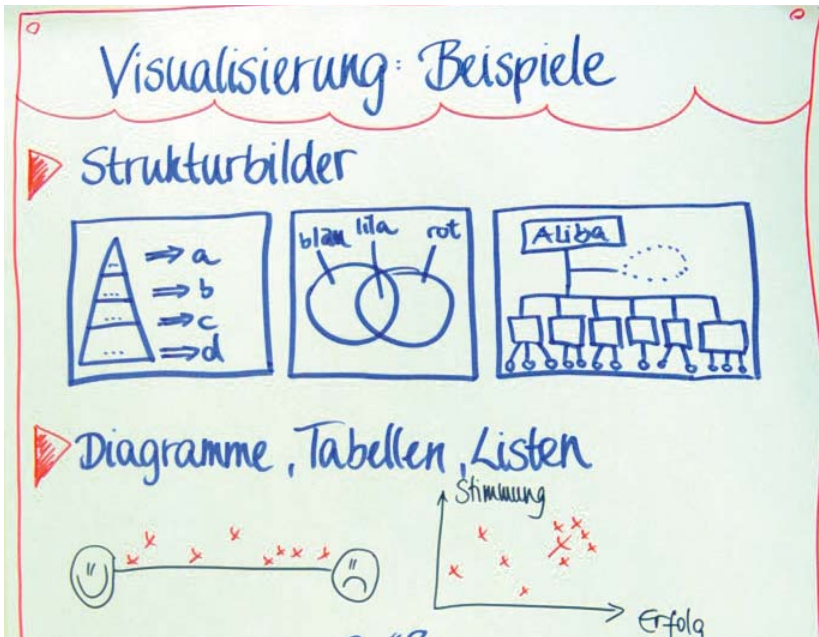 Visualisierung: Beispiele
Strukturbilder
... ⇒ a
... ⇒ b
... ⇒ c
... ⇒ d
blau lila rot
Aliba
Diagramme, Tabellen, Listen
Stimmung
Erfolg